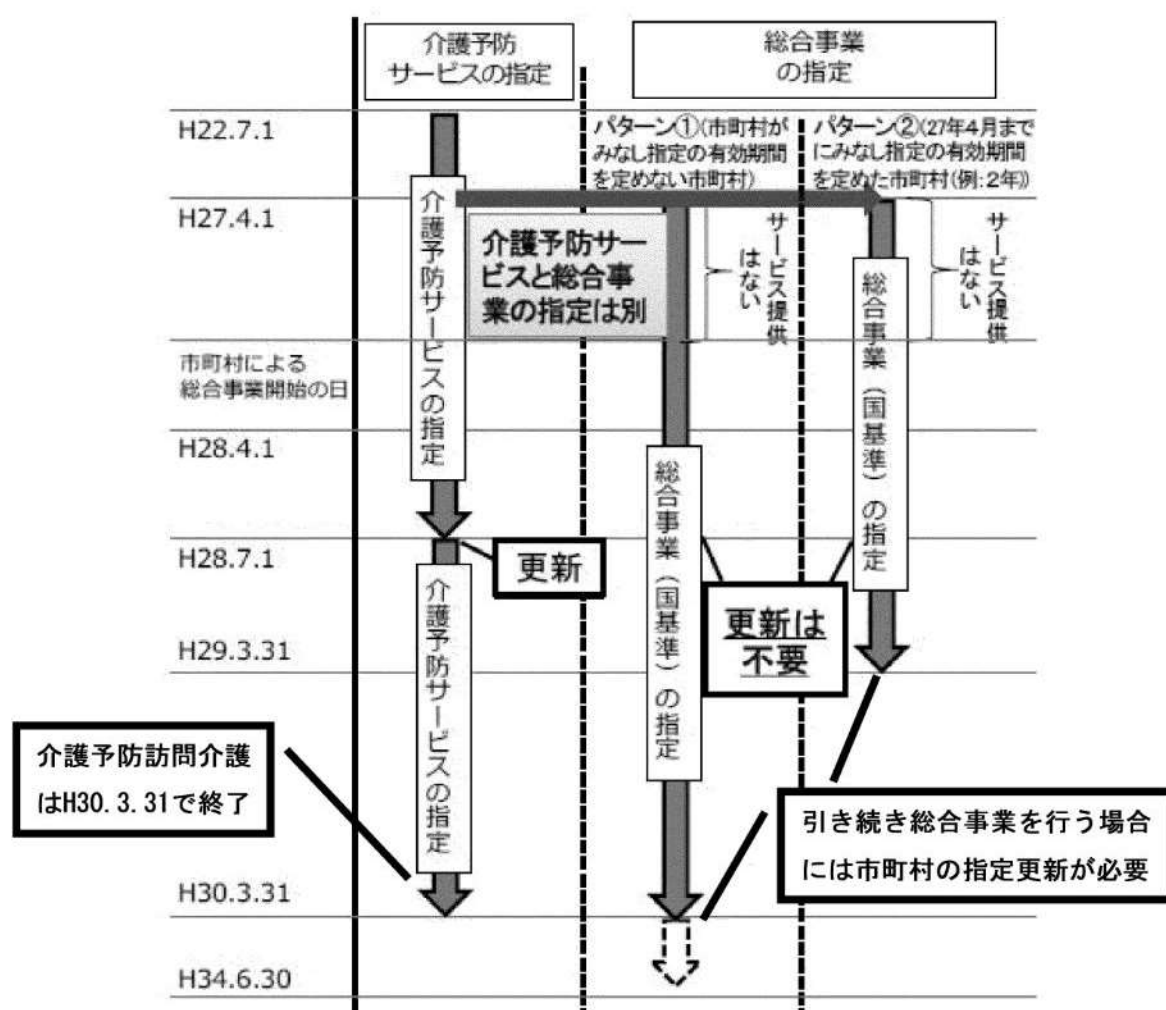 介護予防
サービスの指定
総合事業
の指定
H22.7.1
パターン①(市町村が
みなし指定の有効期間
を定めない市町村)
パターン②(27年4月まで
にみなし指定の有効期間
を定めた市町村(例:2年))
H27.4.1
介護予防サービスの指定
介護予防サー
ビスと総合事
業の指定は別
サービス提供
はない
サービス提供
はない
総合事業(国基準)の指定
市町村による
総合事業開始の日
H28.4.1
総合事業(国基準)の指定
H28.7.1
更新
介護予防サービスの指定
更新は
不要
H29.3.31
介護予防訪問介護
はH30.3.31で終了
引き続き総合事業を行う場合
には市町村の指定更新が必要
H30.3.31
H34.6.30